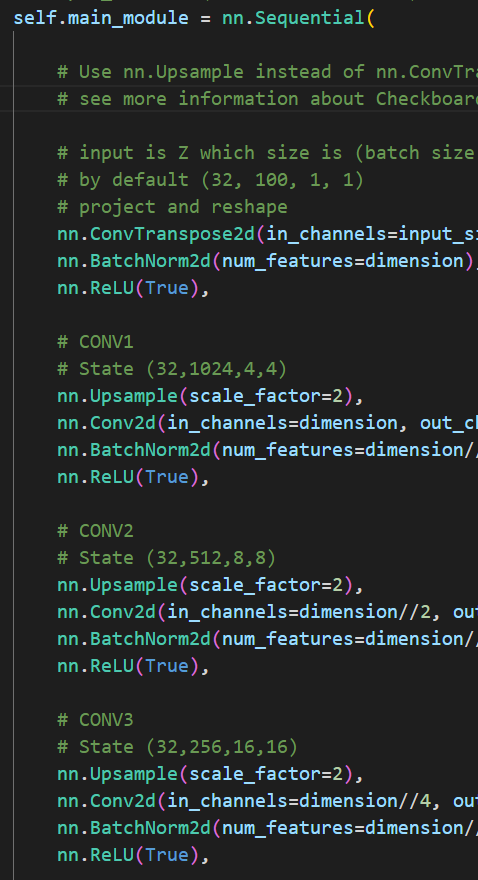 self.main_module = nn.Sequential(
# Use nn.Upsample instead of nn.ConvTra
# see more information about Checkboard
# input is Z which size is (batch size
# by default (32, 100, 1, 1)
# project and reshape
nn.ConvTranspose2d(in_channels=input_si
nn.BatchNorm2d(num_features=dimension),
nn.ReLU(True),
# CONV1
# State (32,1024,4,4)
nn.Upsample(scale_factor=2),
nn.Conv2d(in_channels=dimension, out_ch
nn.BatchNorm2d(num_features=dimension//
nn.ReLU(True),
# CONV2
# State (32,512,8,8)
nn.Upsample(scale_factor=2),
nn.Conv2d(in_channels=dimension//2, out
nn.BatchNorm2d(num_features=dimension//
nn.ReLU(True),
# CONV3
# State (32,256,16,16)
nn.Upsample(scale_factor=2),
nn.Conv2d(in_channels=dimension//4, out
nn.BatchNorm2d(num_features=dimension//
nn.ReLU(True),